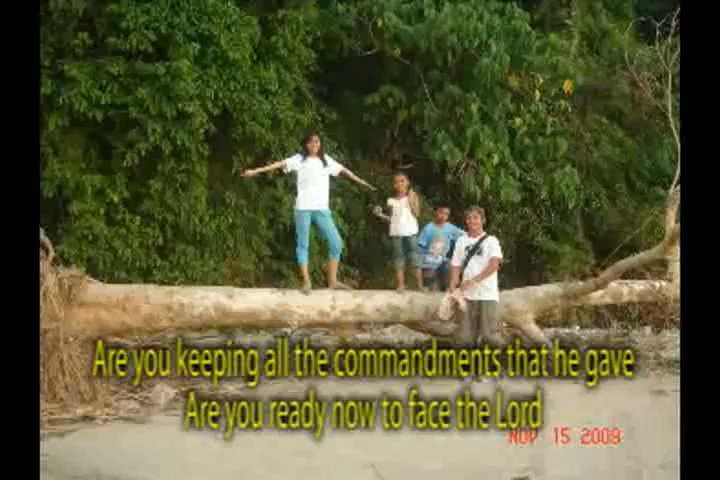 Are you keeping all the commandments that he gave
Are you ready now to face the Lord
NOV 15 2009